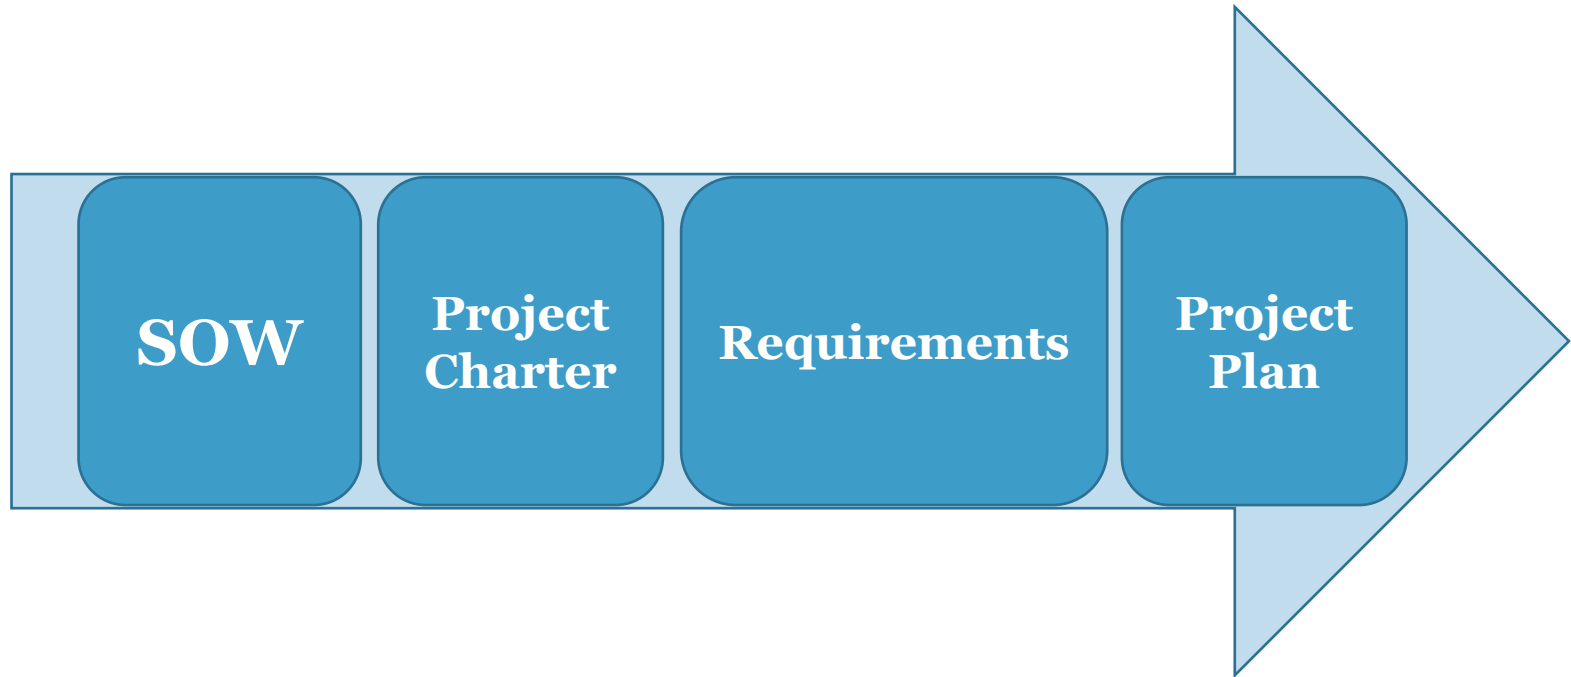 SOW
Project
Charter
Requirements
Project
Plan